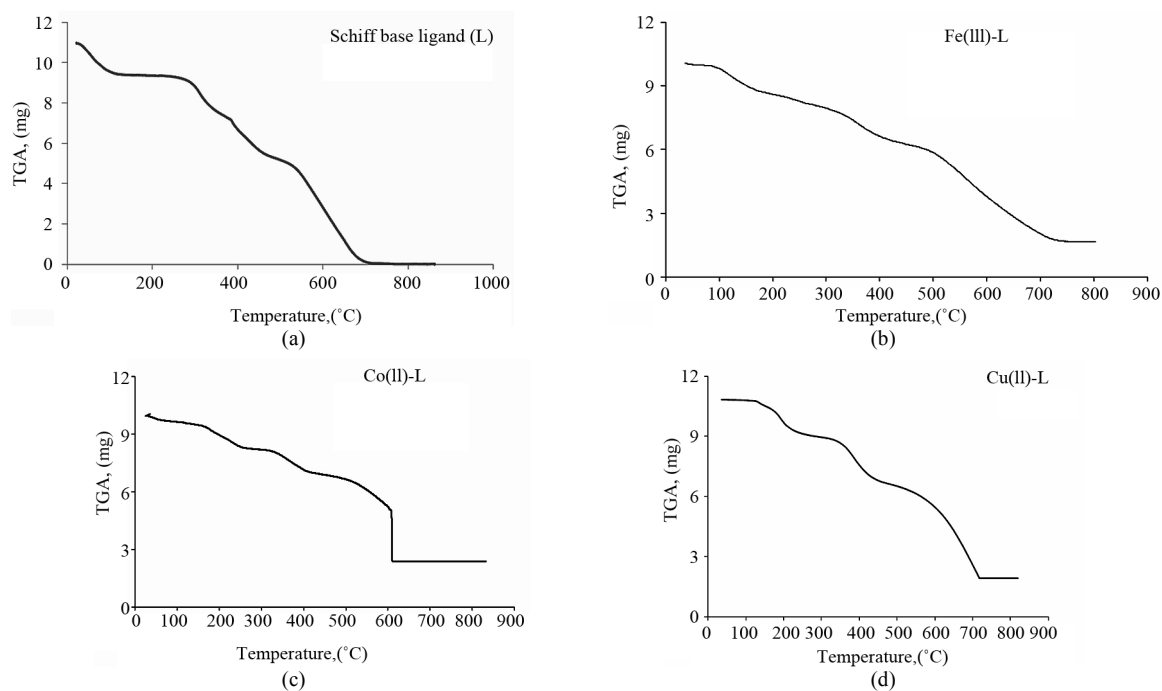 Schiff base ligand (L)
12
10
8
6
4
2
0
TGA, (mg)
0 200 400 600 800 1000
Temperature,(˚C)
(a)
Fe(lll)-L
12
9
6
3
0
TGA, (mg)
0 100 200 300 400 500 600 700 800 900
Temperature,(˚C)
(b)
Co(ll)-L
12
9
6
3
0
TGA, (mg)
0 100 200 300 400 500 600 700 800 900
Temperature,(˚C)
(c)
Cu(ll)-L
12
9
6
3
0
TGA, (mg)
0 100 200 300 400 500 600 700 800 900
Temperature,(˚C)
(d)